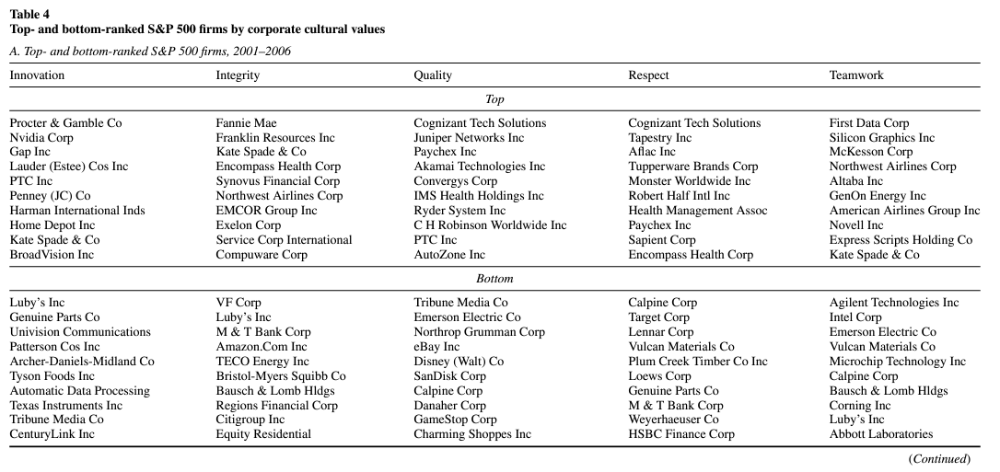 Table 4
Top- and bottom-ranked S&P 500 firms by corporate cultural values
A. Top- and bottom-ranked S&P 500 firms, 2001–2006
Innovation Integrity Quality Respect Teamwork
Top
Procter & Gamble Co Fannie Mae Cognizant Tech Solutions Cognizant Tech Solutions First Data Corp
Nvidia Corp Franklin Resources Inc Juniper Networks Inc Tapestry Inc Silicon Graphics Inc
Gap Inc Kate Spade & Co Paychex Inc Aflac Inc McKesson Corp
Lauder (Estee) Cos Inc Encompass Health Corp Akamai Technologies Inc Tupperware Brands Corp Northwest Airlines Corp
PTC Inc Synovus Financial Corp Convergys Corp Monster Worldwide Inc Altaba Inc
Penney (JC) Co Northwest Airlines Corp IMS Health Holdings Inc Robert Half Intl Inc GenOn Energy Inc
Harman International Inds EMCOR Group Inc Ryder System Inc Health Management Assoc American Airlines Group Inc
Home Depot Inc Exelon Corp C H Robinson Worldwide Inc Paychex Inc Novell Inc
Kate Spade & Co Service Corp International PTC Inc Sapient Corp Express Scripts Holding Co
BroadVision Inc Compuware Corp AutoZone Inc Encompass Health Corp Kate Spade & Co
Bottom
Luby's Inc VF Corp Tribune Media Co Calpine Corp Agilent Technologies Inc
Genuine Parts Co Luby's Inc Emerson Electric Co Target Corp Intel Corp
Univision Communications M & T Bank Corp Northrop Grumman Corp Lennar Corp Emerson Electric Co
Patterson Cos Inc Amazon.Com Inc eBay Inc Vulcan Materials Co Vulcan Materials Co
Archer-Daniels-Midland Co TECO Energy Inc Disney (Walt) Co Plum Creek Timber Co Inc Microchip Technology Inc
Tyson Foods Inc Bristol-Myers Squibb Co SanDisk Corp Loews Corp Calpine Corp
Automatic Data Processing Bausch & Lomb Hldgs Calpine Corp Genuine Parts Co Bausch & Lomb Hldgs
Texas Instruments Inc Regions Financial Corp Danaher Corp M & T Bank Corp Corning Inc
Tribune Media Co Citigroup Inc GameStop Corp Weyerhaeuser Co Luby's Inc
CenturyLink Inc Equity Residential Charming Shoppes Inc HSBC Finance Corp Abbott Laboratories
(Continued)